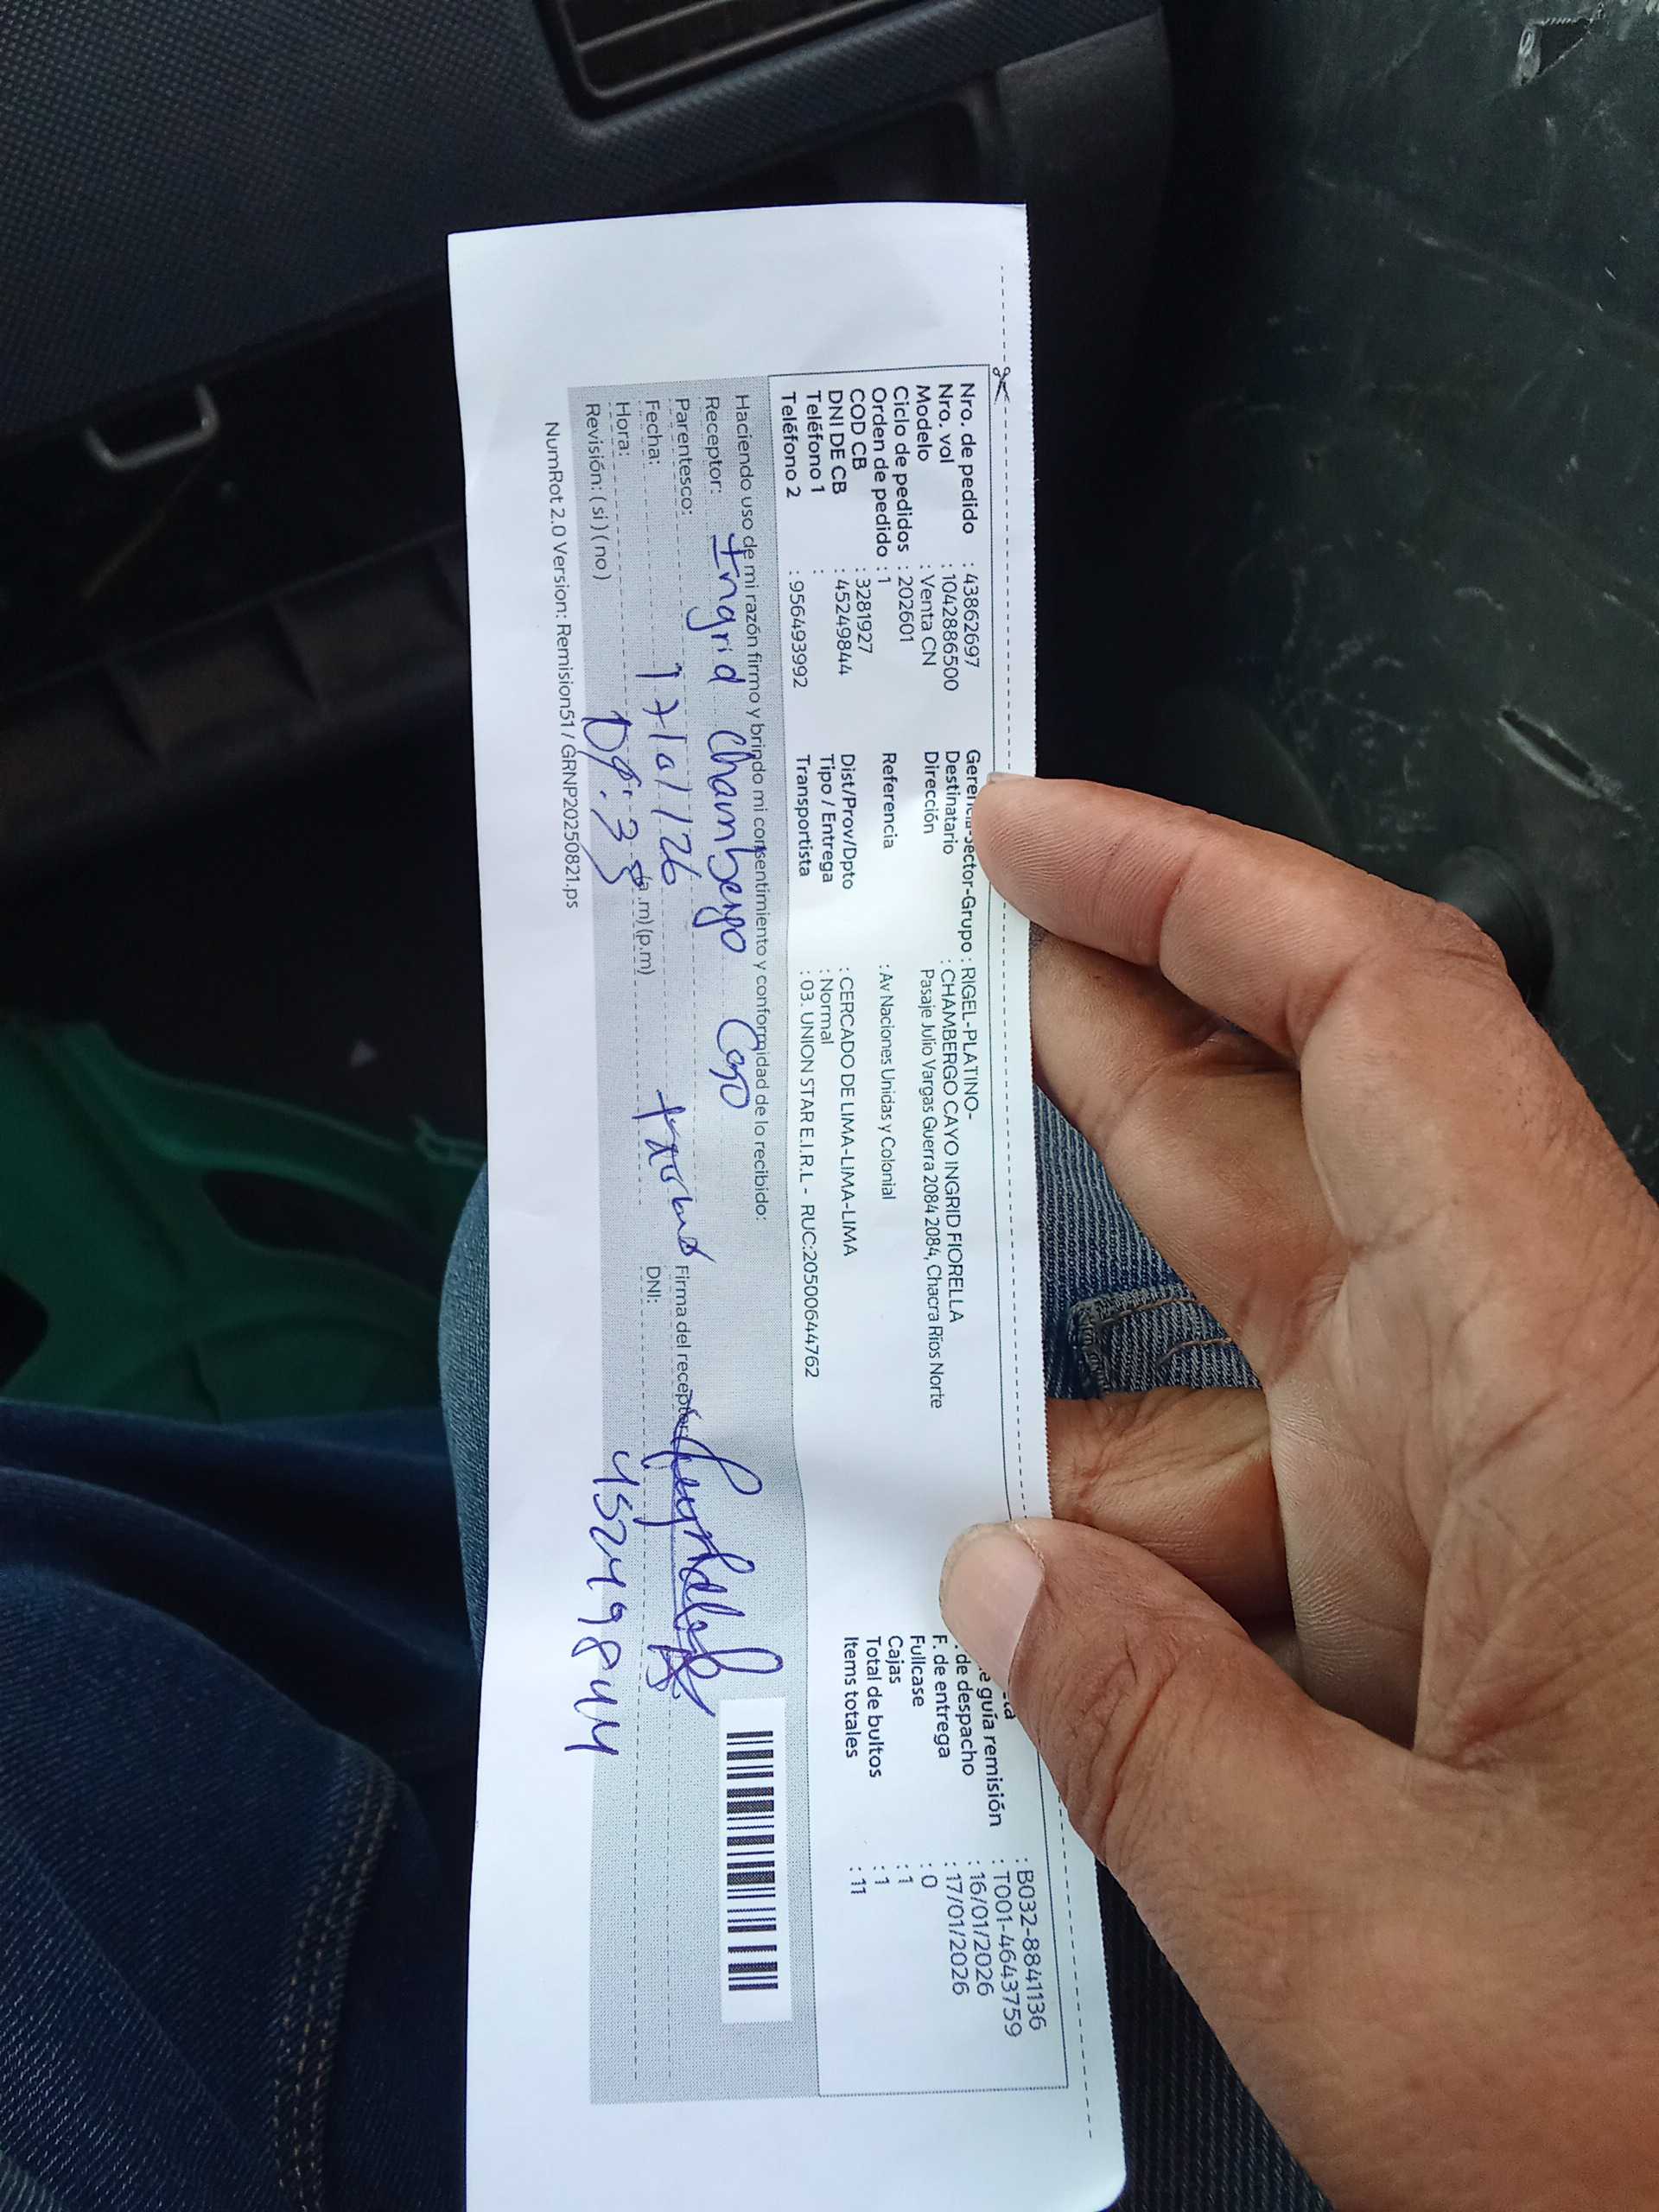 Nro. de pedido : 43862697
Nro. vol : 1042886500
Modelo : Venta CN
Ciclo de pedidos : 202601
Orden de pedido : 1
COD CB : 3281927
DNI DE CB : 45249844
Teléfono 1 :
Teléfono 2 : 956493992
Sector-Grupo : RIGEL-PLATINO-
Destinatario : CHAMBERGO CAYO INGRID FIORELLA
Dirección Pasaje Julio Vargas Guerra 2084 2084, Chacra Rios Norte
Referencia : Av Naciones Unidas y Colonial
Dist/Prov/Dpto : CERCADO DE LIMA-LIMA-LIMA
Tipo / Entrega : Normal
Transportista : 03. UNION STAR E.I.R.L - RUC:20500644762
: B032-8841136
guía remisión : T001-4643759
de despacho : 16/01/2026
F. de entrega : 17/01/2026
Fullcase : 0
Cajas : 1
Total de bultos : 1
Items totales : 11
Haciendo uso de mi razón firmo y brindo mi consentimiento y conformidad de lo recibido:
Receptor: Ingrid Chambergo Cayo
Parentesco: Firma del receptor
Fecha: 17/01/26 DNI: 45249844
Hora: (a.m) (p.m)
Revisión: ( si ) ( no )
NumRot 2.0 Version: Remision51 / GRNP20250821.ps